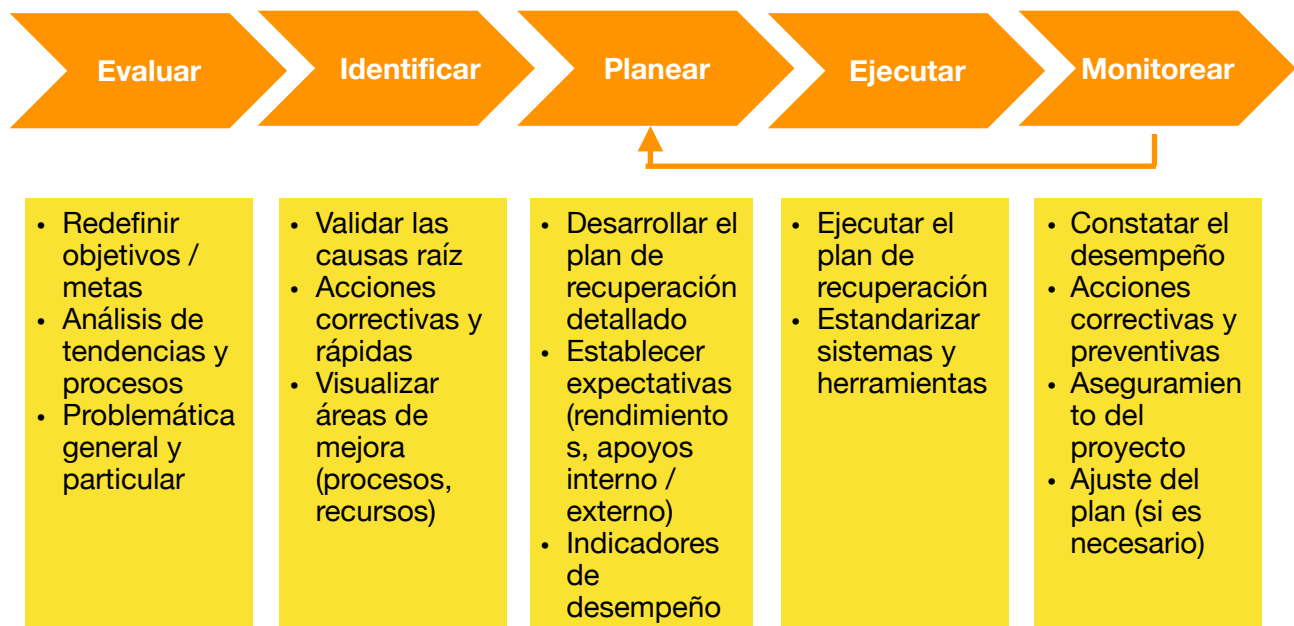 Evaluar
Identificar
Planear
Ejecutar
Monitorear
• Redefinir
objetivos /
metas
• Análisis de
tendencias y
procesos
• Problemática
general y
particular
• Validar las
causas raíz
• Acciones
correctivas y
rápidas
• Visualizar
áreas de
mejora
(procesos,
recursos)
• Desarrollar el
plan de
recuperación
detallado
• Establecer
expectativas
(rendimiento
s, apoyos
interno /
externo)
• Indicadores
de
desempeño
• Ejecutar el
plan de
recuperación
• Estandarizar
sistemas y
herramientas
• Constatar el
desempeño
• Acciones
correctivas y
preventivas
• Aseguramien
to del
proyecto
• Ajuste del
plan (si es
necesario)